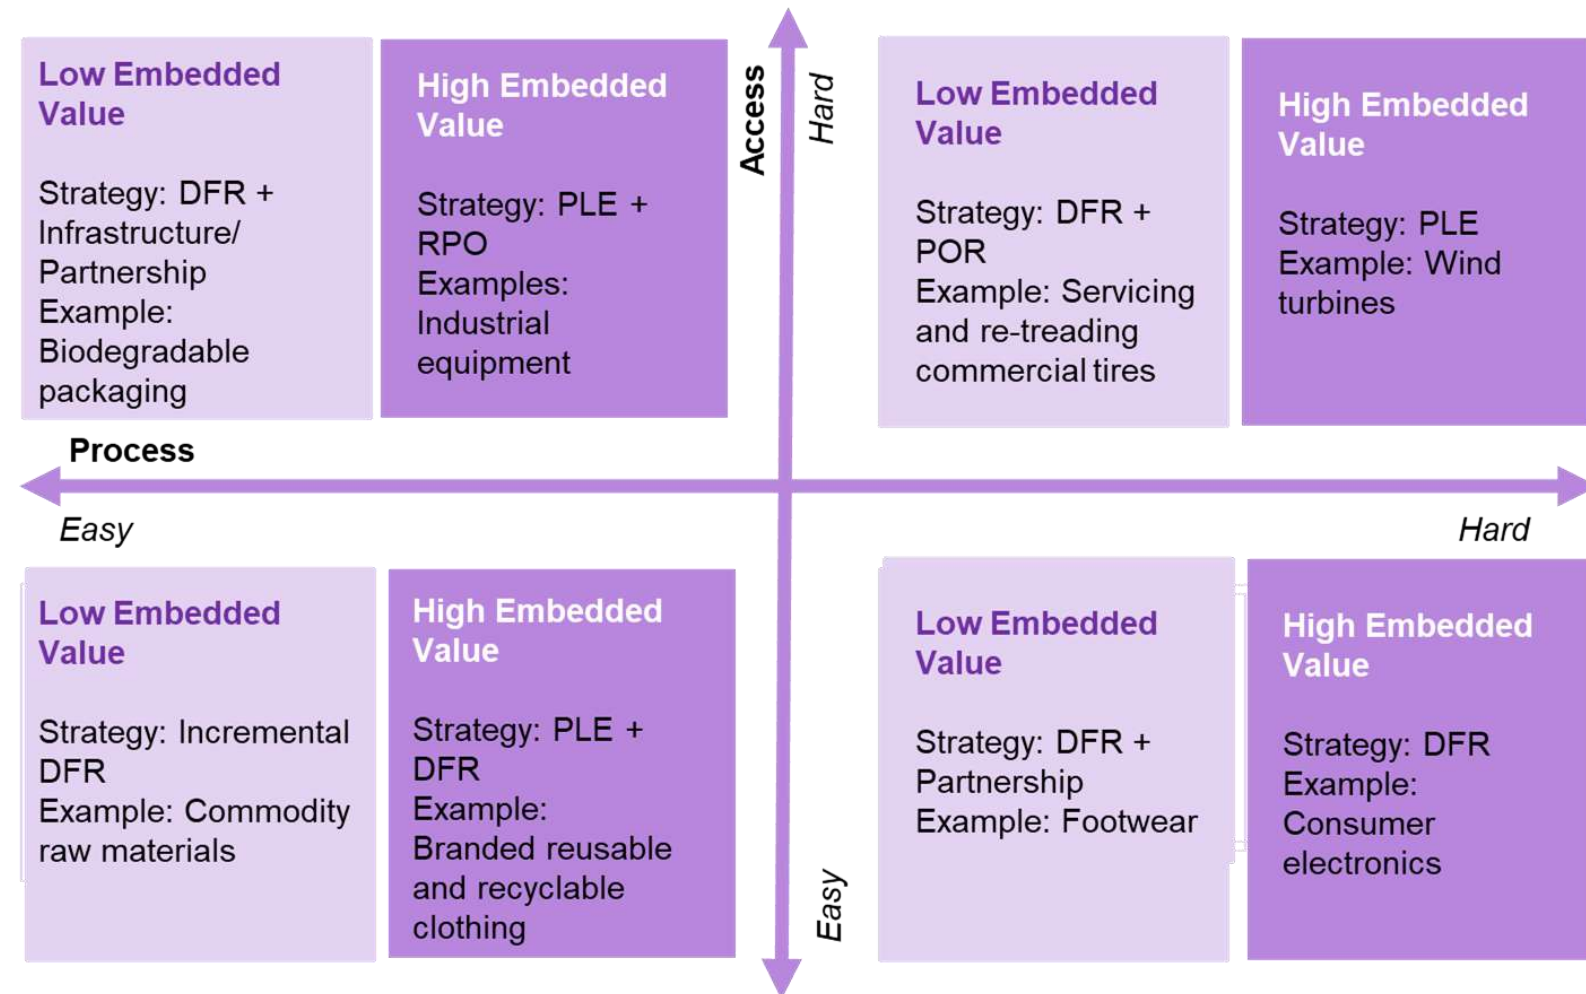 Low Embedded
Value
Strategy: DFR +
Infrastructure/
Partnership
Example:
Biodegradable
packaging
High Embedded
Value
Strategy: PLE +
RPO
Examples:
Industrial
equipment
Access
Hard
Low Embedded
Value
Strategy: DFR +
POR
Example: Servicing
and re-treading
commercial tires
High Embedded
Value
Strategy: PLE
Example: Wind
turbines
Process
Easy
Hard
Low Embedded
Value
Strategy: Incremental
DFR
Example: Commodity
raw materials
High Embedded
Value
Strategy: PLE +
DFR
Example:
Branded reusable
and recyclable
clothing
Easy
Low Embedded
Value
Strategy: DFR +
Partnership
Example: Footwear
High Embedded
Value
Strategy: DFR
Example:
Consumer
electronics